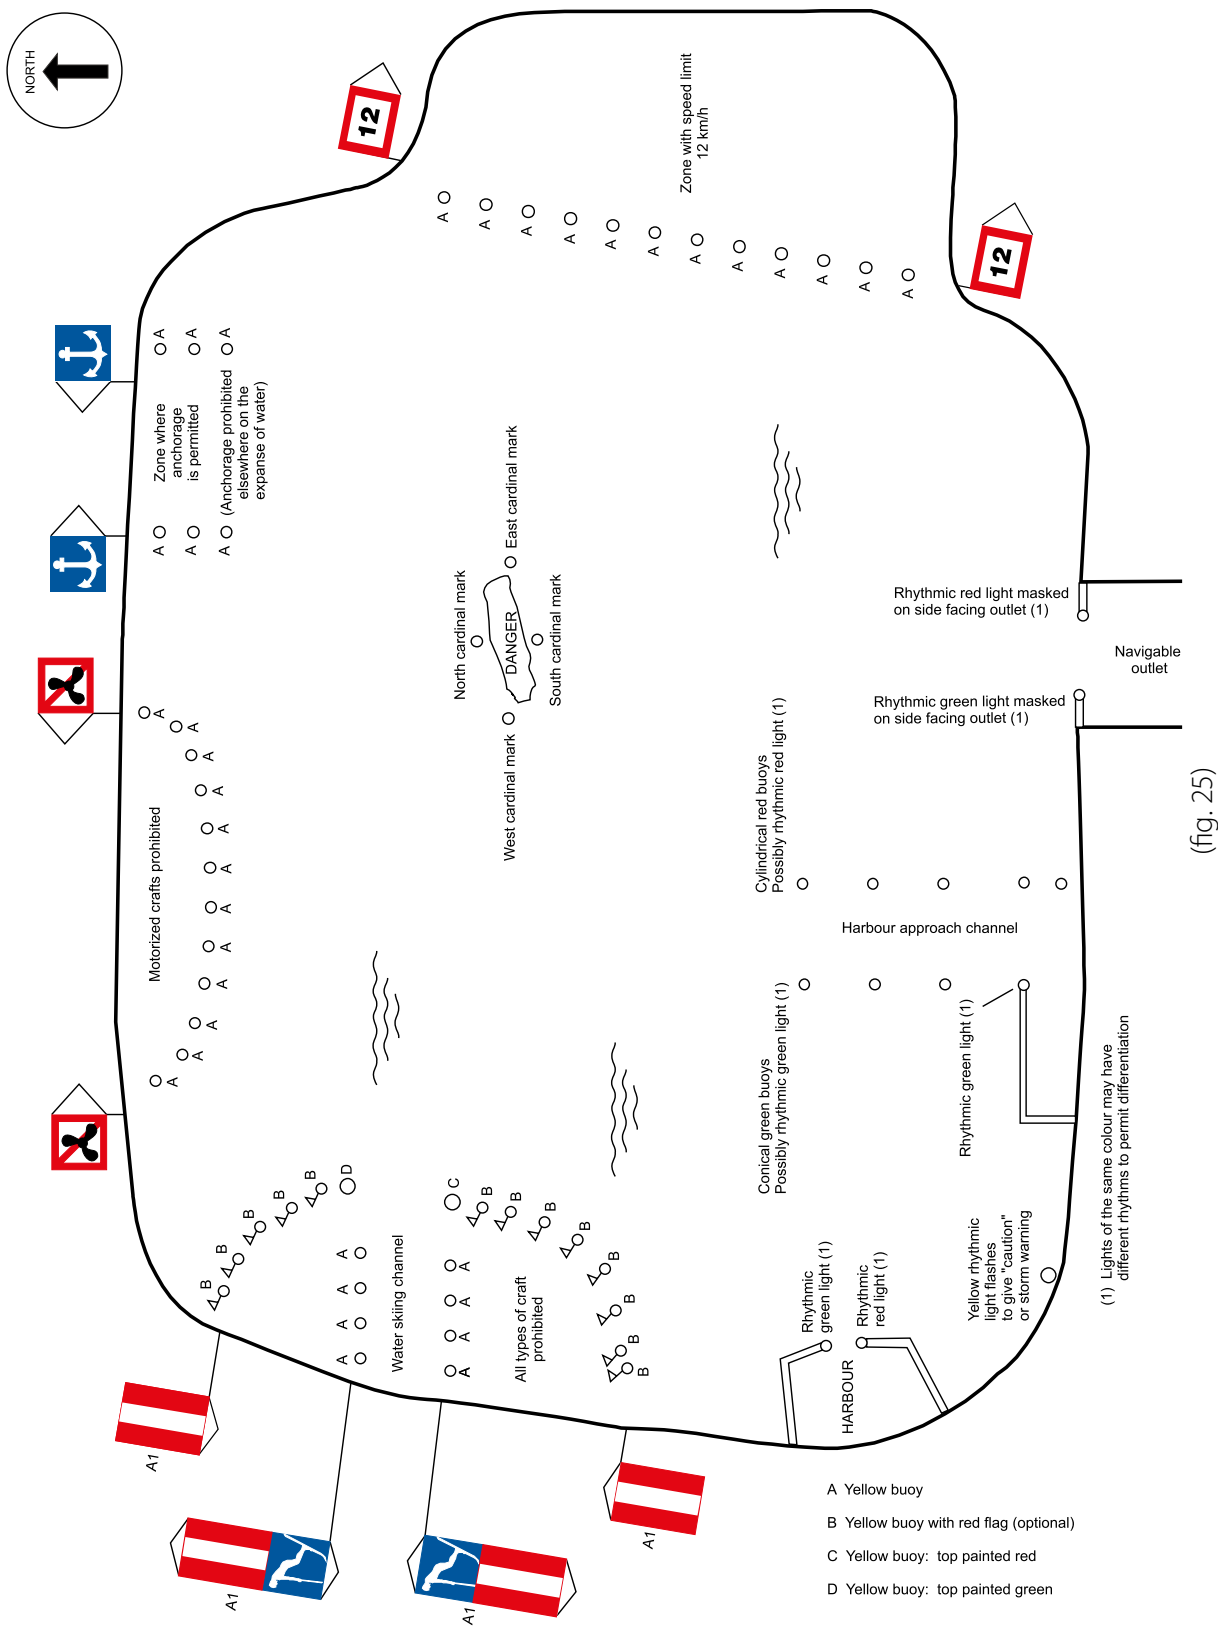 NORTH
12
Zone with speed limit
12 km/h
A
A
A
A
A
A
A
A
A
A
A
A
12
A
A
A
Zone where
anchorage
is permitted
(Anchorage prohibited
elsewhere on the
expanse of water)
A
A
A
North cardinal mark
East cardinal mark
DANGER
South cardinal mark
West cardinal mark
Motorized crafts prohibited
A
A
A
A
A
A
A
A
A
A
A
A
Rhythmic red light masked
on side facing outlet (1)
Navigable
outlet
Rhythmic green light masked
on side facing outlet (1)
Cylindrical red buoys
Possibly rhythmic red light (1)
Harbour approach channel
Conical green buoys
Possibly rhythmic green light (1)
Rhythmic green light (1)
B
B
B
B
B
D
C
B
B
B
B
B
B
B
B
A
A
A
A
Water skiing channel
A
A
A
A
All types of craft
prohibited
Rhythmic
green light (1)
Rhythmic
red light (1)
HARBOUR
Yellow rhythmic
light flashes
to give "caution"
or storm warning
(1) Lights of the same colour may have
different rhythms to permit differentiation
A1
A1
A1
A1
A Yellow buoy
B Yellow buoy with red flag (optional)
C Yellow buoy: top painted red
D Yellow buoy: top painted green
(fig. 25)